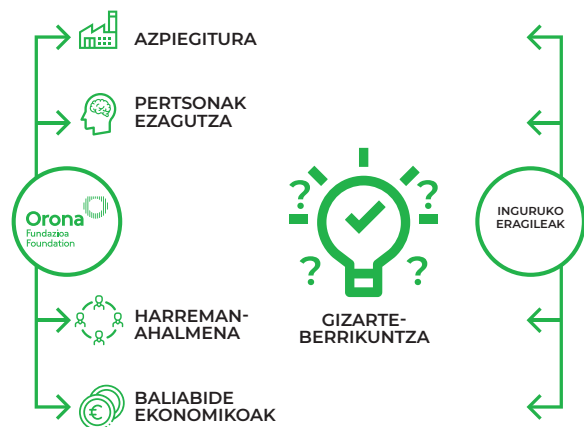 AZPIEGITURA
PERTSONAK
EZAGUTZA
Orona
Fundazioa
Foundation
?
?
?
?
INGURUKO
ERAGILEAK
HARREMAN-
AHALMENA
GIZARTE-
BERRIKUNTZA
BALIABIDE
EKONOMIKOAK
€